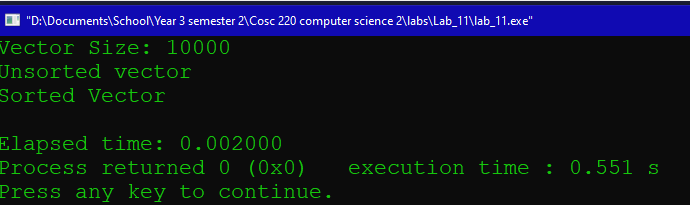 "D:\Documents\School\Year 3 semester 2\Cosc 220 computer science 2\labs\Lab_11\lab_11.exe"
Vector Size: 10000
Unsorted vector
Sorted Vector
Elapsed time: 0.002000
Process returned 0 (0x0)   execution time : 0.551 s
Press any key to continue.